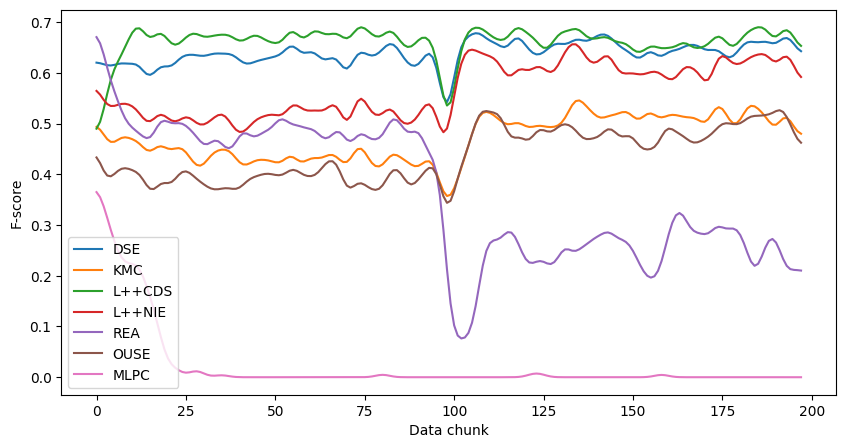 0.7
0.6
0.5
0.4
0.3
0.2
0.1
0.0
F-score
DSE
KMC
L++CDS
L++NIE
REA
OUSE
MLPC
0 25 50 75 100 125 150 175 200
Data chunk